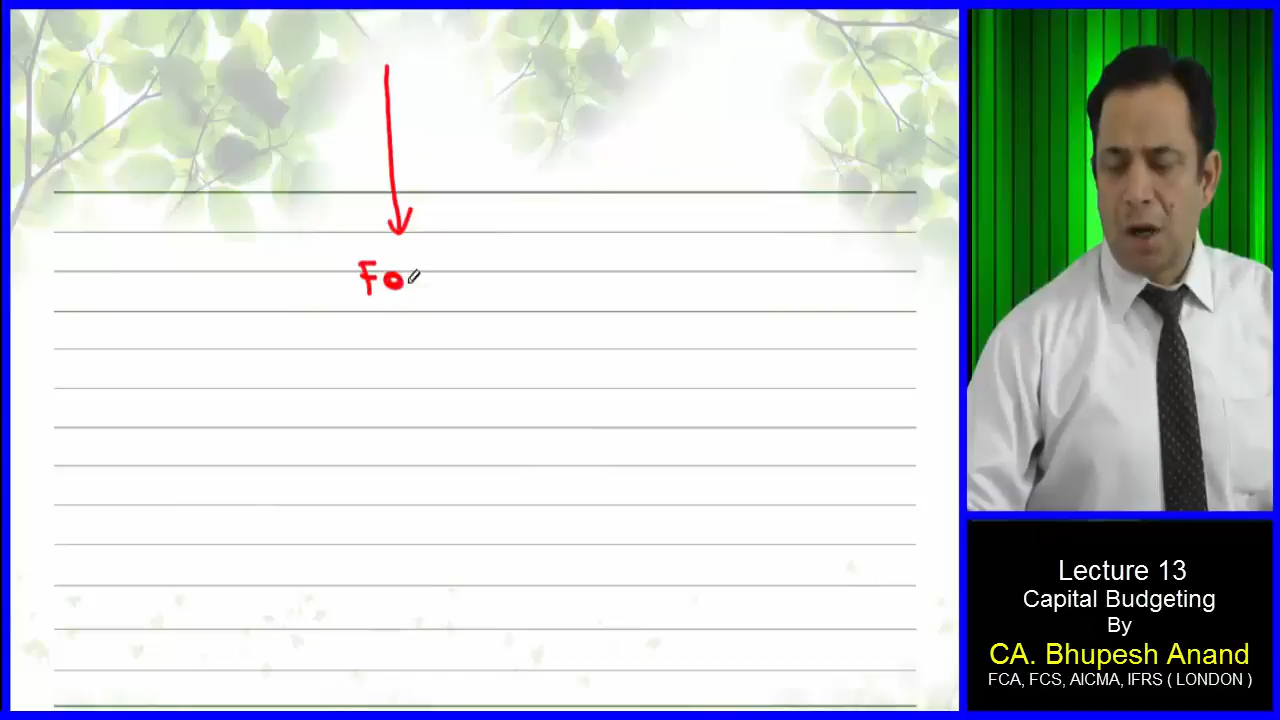 Fo
Lecture 13
Capital Budgeting
By
CA. Bhupesh Anand
FCA, FCS, AICMA, IFRS ( LONDON )